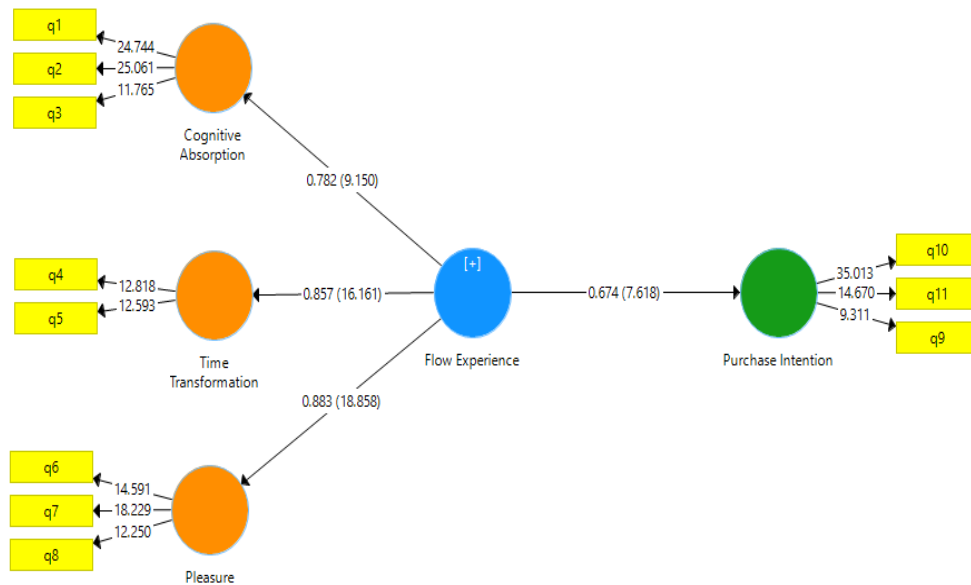 q1
24.744
q2
25.061
q3
11.765
Cognitive
Absorption
0.782 (9.150)
q4
12.818
q5
12.593
Time
Transformation
0.857 (16.161)
[+]
Flow Experience
0.674 (7.618)
Purchase Intention
q10
35.013
q11
14.670
q9
9.311
0.883 (18.858)
q6
14.591
q7
18.229
q8
12.250
Pleasure